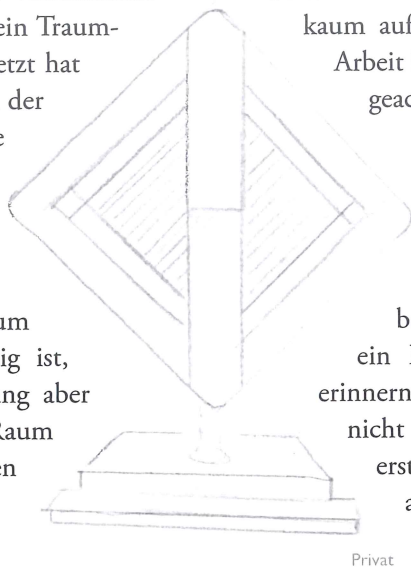 ein Traum-
etzt hat
der
e
um
ig ist,
ng aber
Raum
en
kaum auf
Arbeit
geac
b
ein
erinnern
nicht
erst
a
Privat